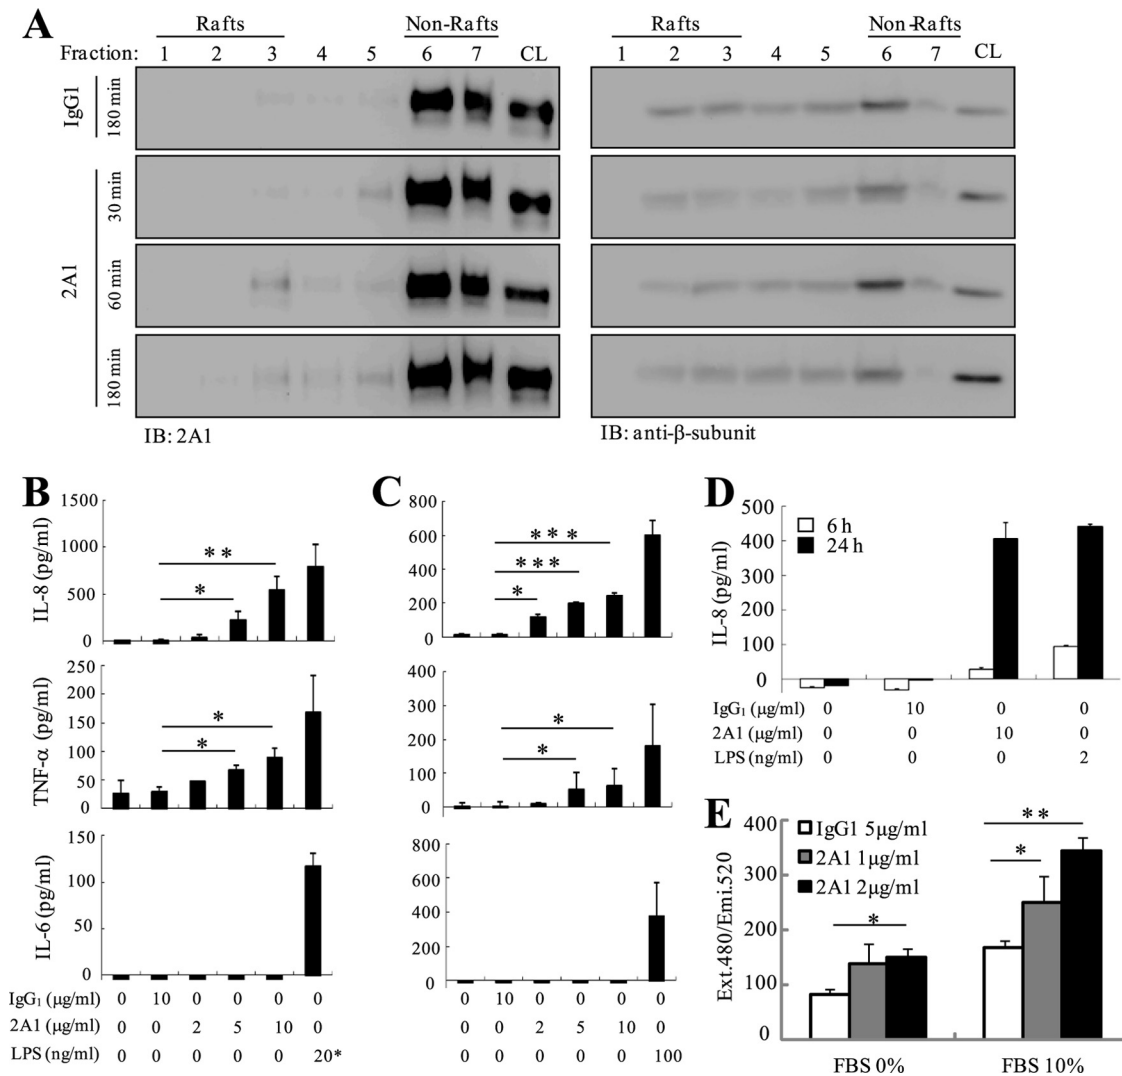 A
Rafts Non-Rafts Rafts Non-Rafts
Fraction: 1 2 3 4 5 6 7 CL 1 2 3 4 5 6 7 CL
IgG1
180 min
2A1
30 min
60 min
180 min
IB: 2A1 IB: anti-β-subunit
B
IL-8 (pg/ml)
1500
1000
500
0
*
**
TNF-α (pg/ml)
250
200
150
100
50
0
*
*
IL-6 (pg/ml)
150
100
50
0
IgG₁ (μg/ml) 0 10 0 0 0 0
2A1 (μg/ml) 0 0 2 5 10 0
LPS (ng/ml) 0 0 0 0 0 20*
C
800
600
400
200
0
***
***
*
400
300
200
100
0
*
*
800
600
400
200
0
0 10 0 0 0 0
0 0 2 5 10 0
0 0 0 0 0 100
D
IL-8 (pg/ml)
500
400
300
200
100
0
6 h
24 h
IgG₁ (μg/ml) 0 10 0 0
2A1 (μg/ml) 0 0 10 0
LPS (ng/ml) 0 0 0 2
E
Ext.480/Emi.520
400
300
200
100
0
IgG1 5μg/ml
2A1 1μg/ml
2A1 2μg/ml
*
**
*
FBS 0% FBS 10%